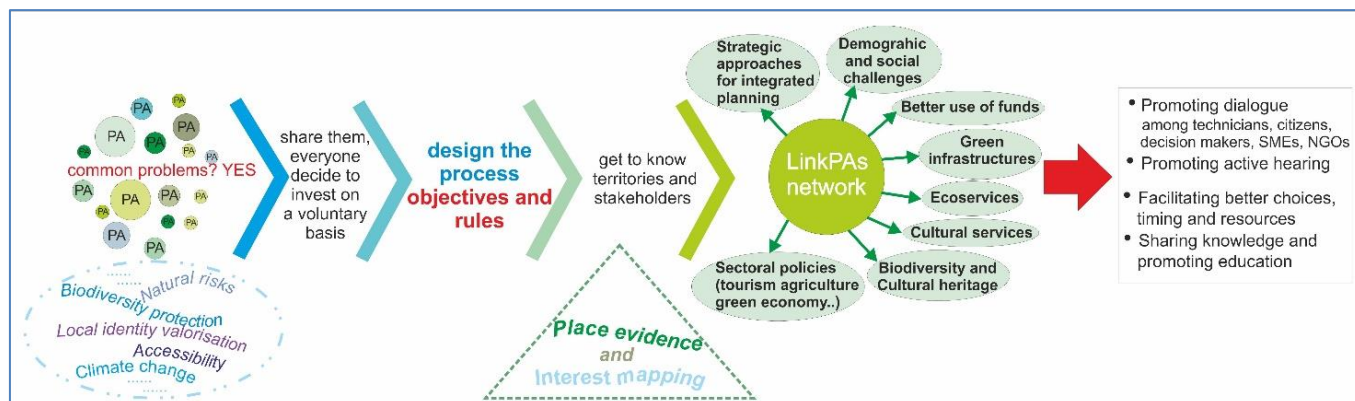 PA
PA
PA
PA
PA
PA
PA
PA
common problems? YES
PA
PA
PA
PA
PA
PA
PA
PA
PA
PA
......
Natural risks
Biodiversity protection
Local identity valorisation
Accessibility
Climate change
......
share them,
everyone
decide to
invest on
a voluntary
basis
design the
process
objectives and
rules
get to know
territories and
stakeholders
Place evidence
and
Interest mapping
LinkPAs
network
Strategic
approaches
for integrated
planning
Demograhic
and social
challenges
Better use of funds
Green
infrastructures
Ecoservices
Cultural services
Biodiversity and
Cultural heritage
Sectoral policies
(tourism agriculture
green economy..)
• Promoting dialogue
among technicians, citizens,
decision makers, SMEs, NGOs
• Promoting active hearing
• Facilitating better choices,
timing and resources
• Sharing knowledge and
promoting education